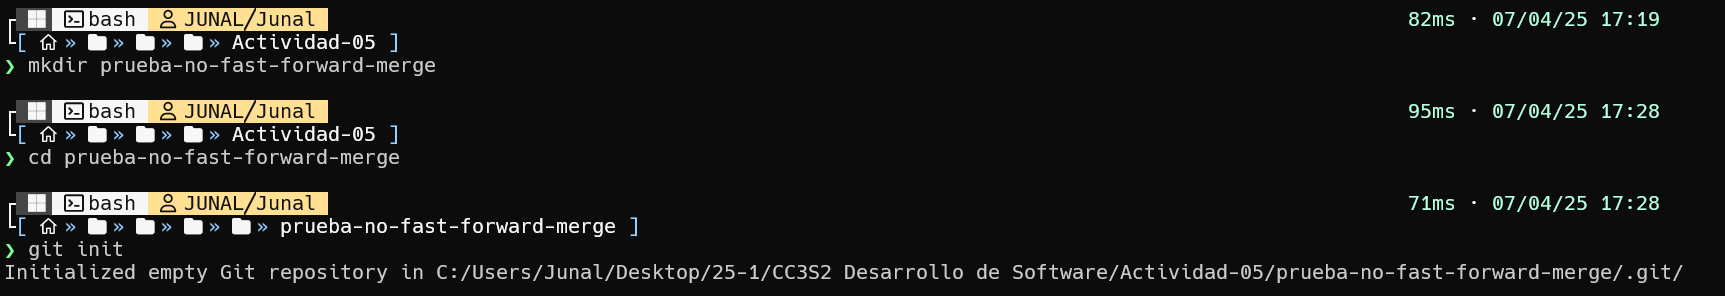 bash JUNAL/Junal 82ms · 07/04/25 17:19
[ » » » » Actividad-05 ]
❯ mkdir prueba-no-fast-forward-merge
bash JUNAL/Junal 95ms · 07/04/25 17:28
[ » » » » Actividad-05 ]
❯ cd prueba-no-fast-forward-merge
bash JUNAL/Junal 71ms · 07/04/25 17:28
[ » » » » » prueba-no-fast-forward-merge ]
❯ git init
Initialized empty Git repository in C:/Users/Junal/Desktop/25-1/CC3S2 Desarrollo de Software/Actividad-05/prueba-no-fast-forward-merge/.git/